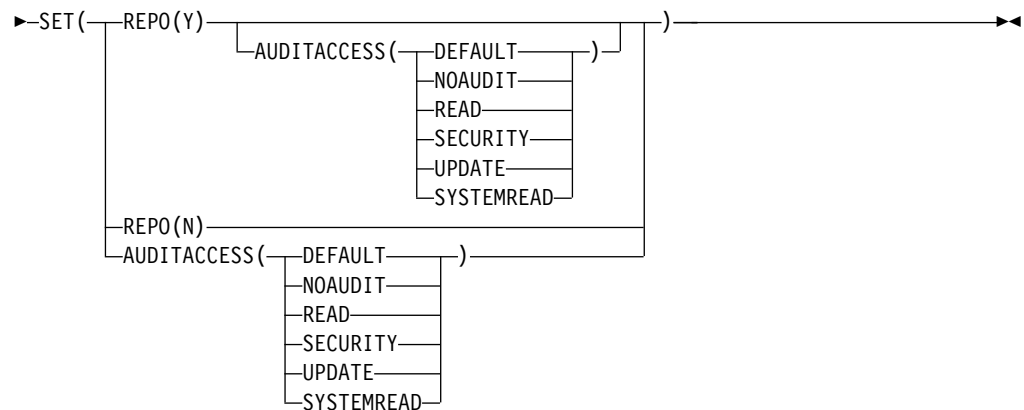 SET( REPO(Y) )
AUDITACCESS( DEFAULT )
NOAUDIT
READ
SECURITY
UPDATE
SYSTEMREAD
REPO(N)
AUDITACCESS( DEFAULT )
NOAUDIT
READ
SECURITY
UPDATE
SYSTEMREAD